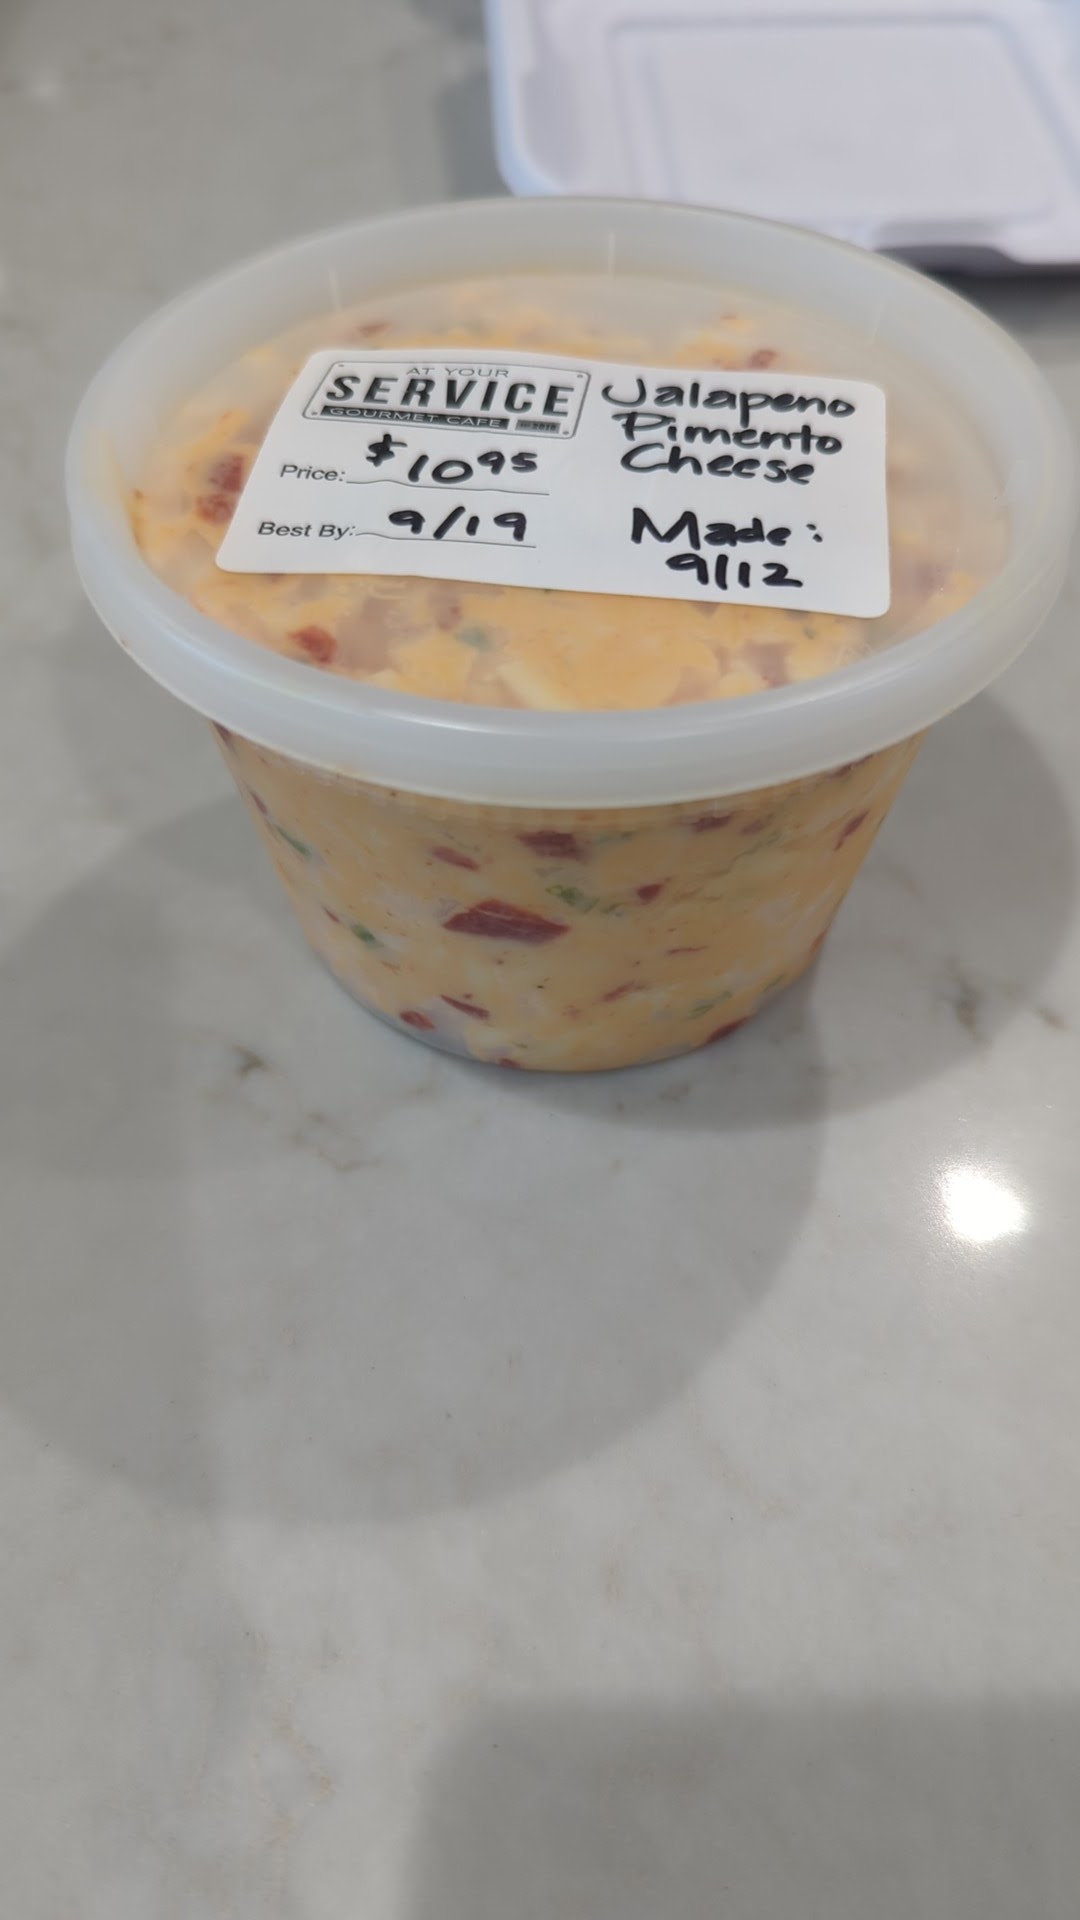 AT YOUR
SERVICE
GOURMET CAFE
Price: $10.95
Best By: 9/19
Jalapeno
Pimento
Cheese
Made:
9/12